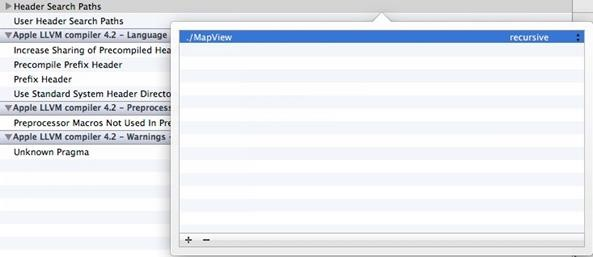 Header Search Paths
User Header Search Paths
Apple LLVM compiler 4.2 - Language
Increase Sharing of Precompiled Hea
Precompile Prefix Header
Prefix Header
Use Standard System Header Directo
Apple LLVM compiler 4.2 - Preproces
Preprocessor Macros Not Used In Pre
Apple LLVM compiler 4.2 - Warnings -
Unknown Pragma
./MapView recursive
+ −